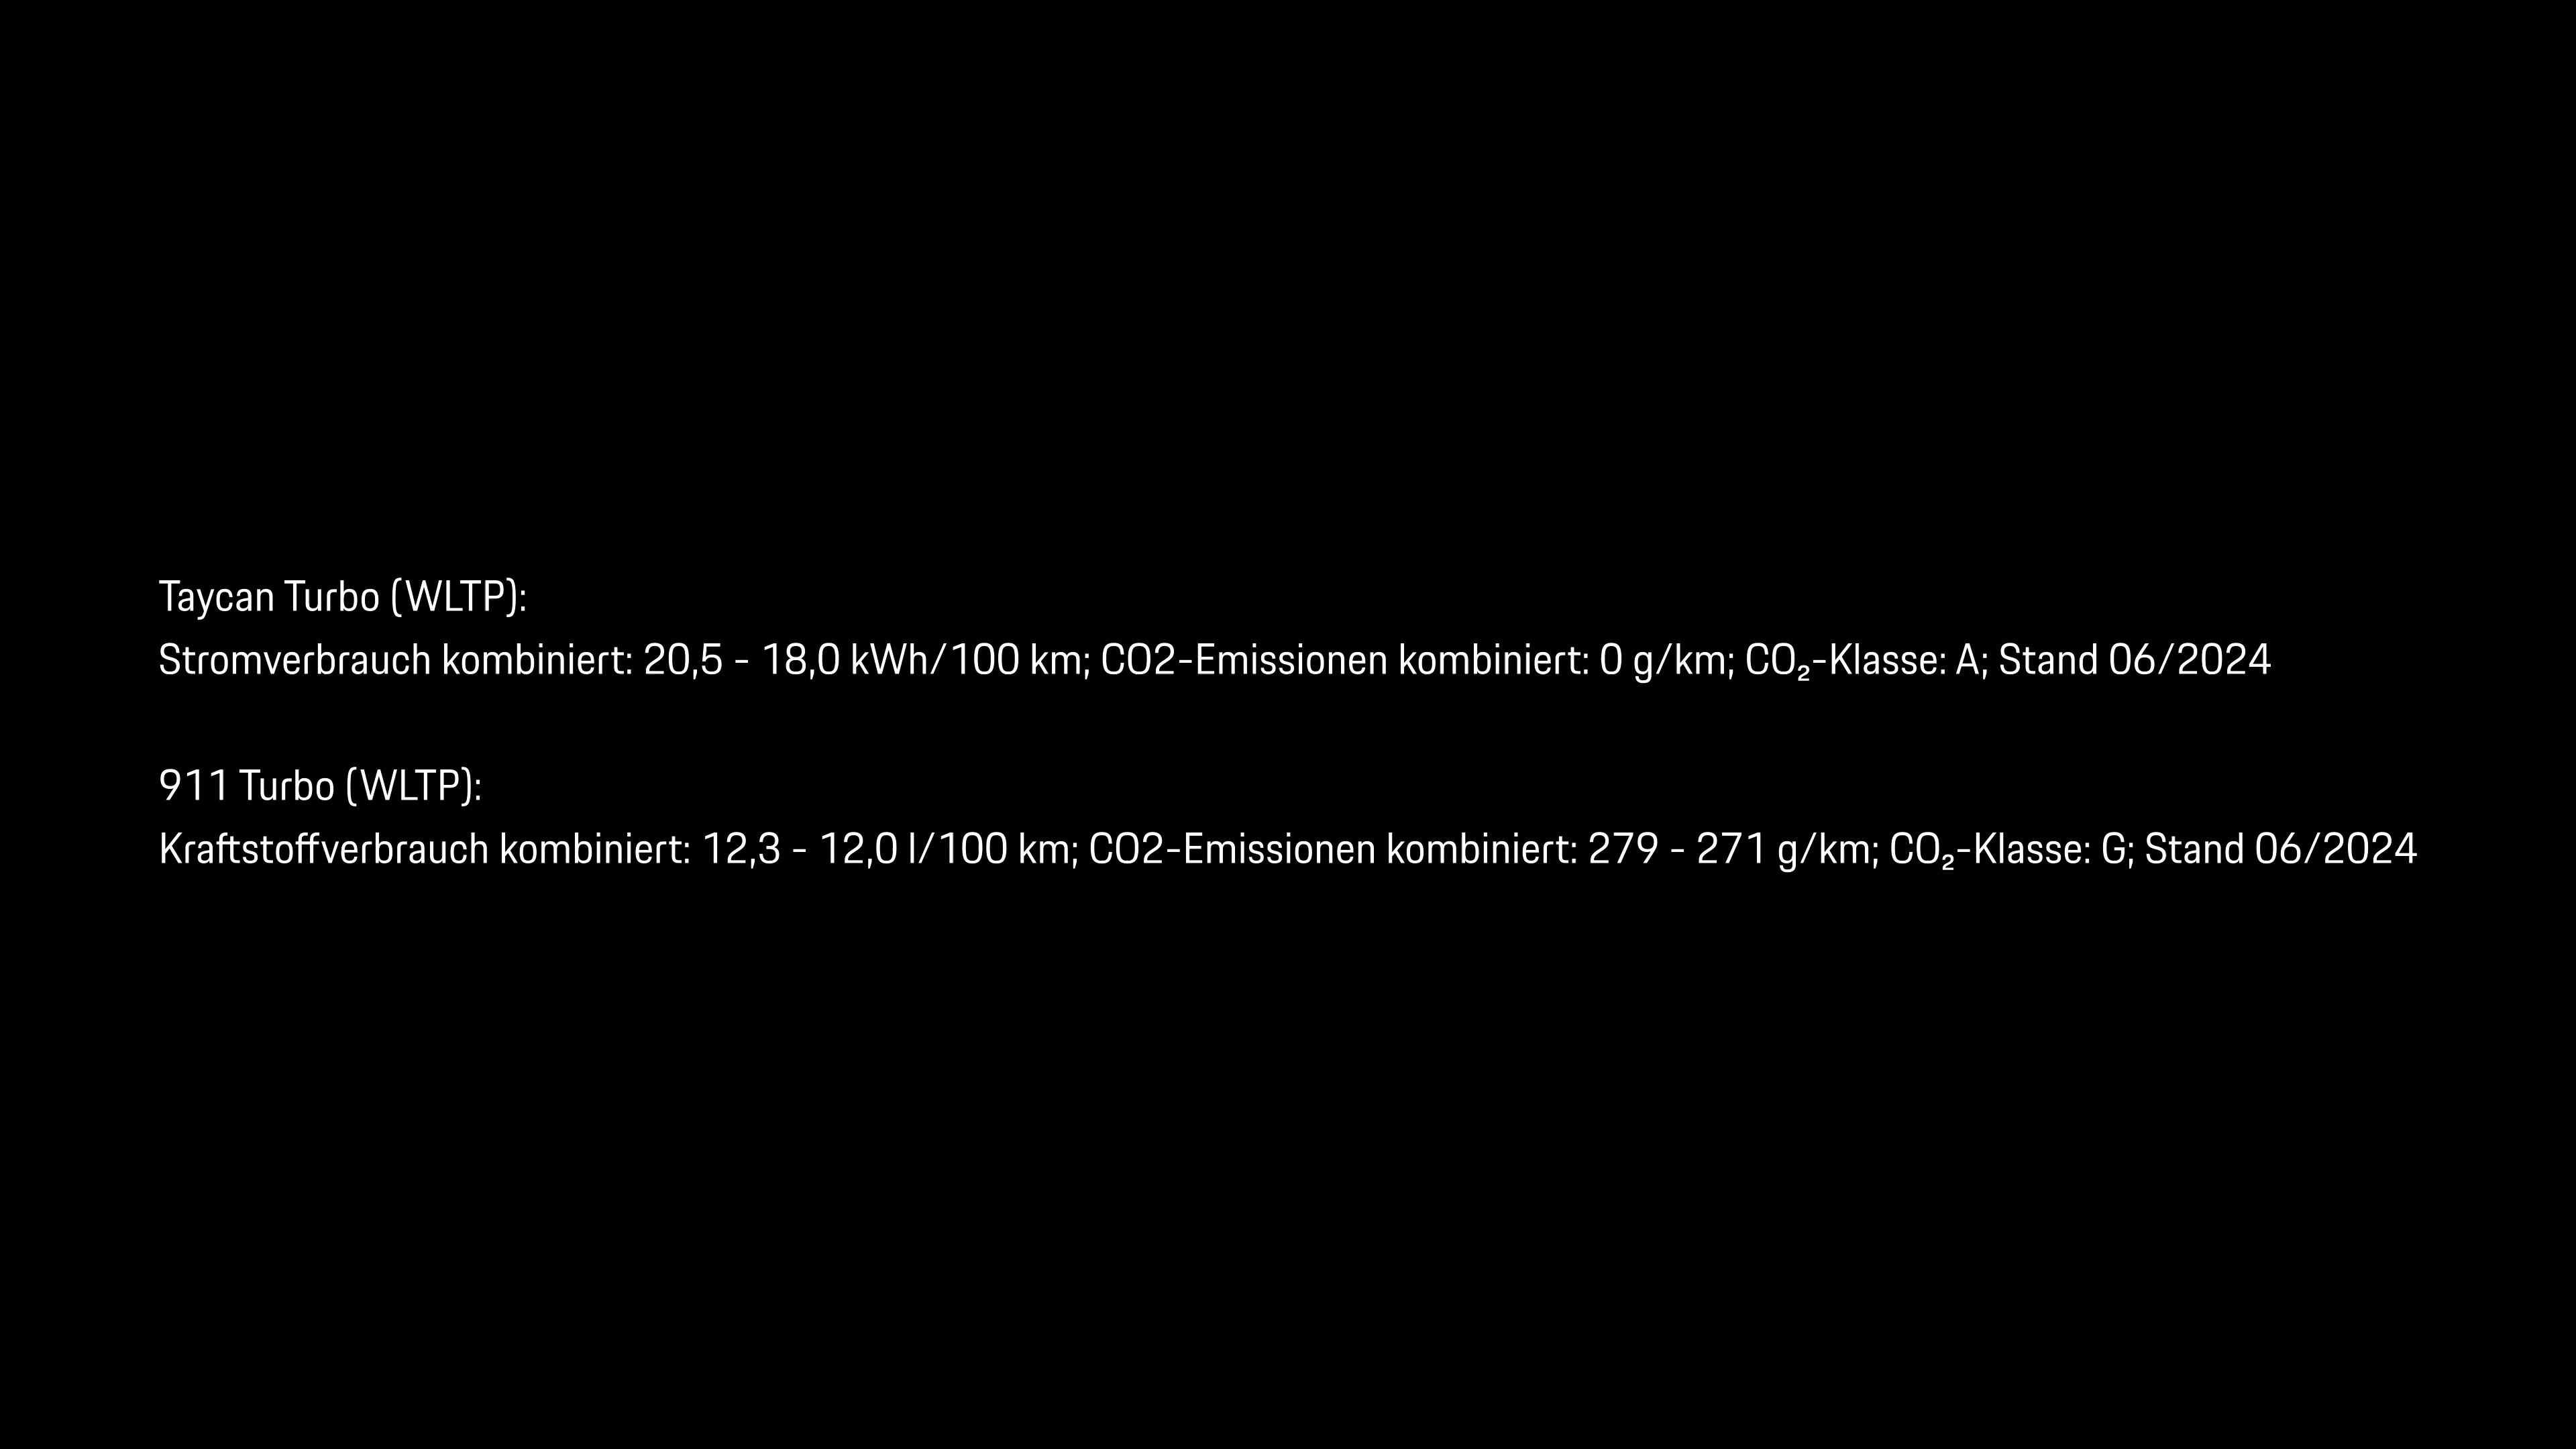 Taycan Turbo (WLTP):
Stromverbrauch kombiniert: 20,5 - 18,0 kWh/100 km; CO2-Emissionen kombiniert: 0 g/km; CO₂-Klasse: A; Stand 06/2024
911 Turbo (WLTP):
Kraftstoffverbrauch kombiniert: 12,3 - 12,0 l/100 km; CO2-Emissionen kombiniert: 279 - 271 g/km; CO₂-Klasse: G; Stand 06/2024